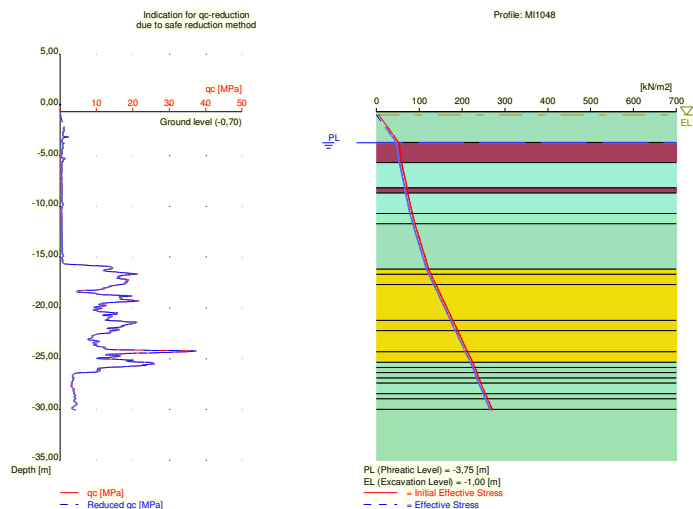 Indication for qc-reduction
due to safe reduction method
5,00
qc [MPa]
0,00
10
20
30
40
50
Ground level (-0,70)
-5,00
-10,00
-15,00
-20,00
-25,00
-30,00
-35,00
Depth [m]
qc [MPa]
Reduced qc [MPa]
Profile: MI1048
[kN/m2]
0
100
200
300
400
500
600
700
EL
PL
PL (Phreatic Level) = -3,75 [m]
EL (Excavation Level) = -1,00 [m]
= Initial Effective Stress
= Effective Stress